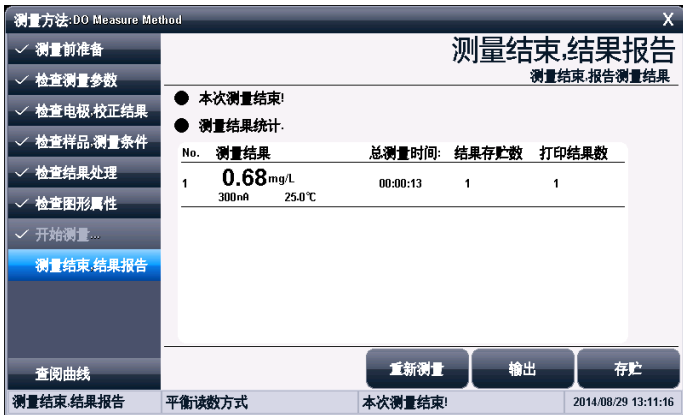 测量方法:DO Measure Method X
✓ 测量前准备
✓ 检查测量参数
✓ 检查电极.校正结果
✓ 检查样品.测量条件
✓ 检查结果处理
✓ 检查图形属性
✓ 开始测量...
测量结束.结果报告
查阅曲线
测量结束,结果报告
测量结束.报告测量结果
● 本次测量结束!
● 测量结果统计.
No. 测量结果 总测量时间: 结果存贮数 打印结果数
1 0.68mg/L 00:00:13 1 1
300nA 25.0℃
重新测量 输出 存贮
测量结束.结果报告 平衡读数方式 本次测量结束! 2014/08/29 13:11:16